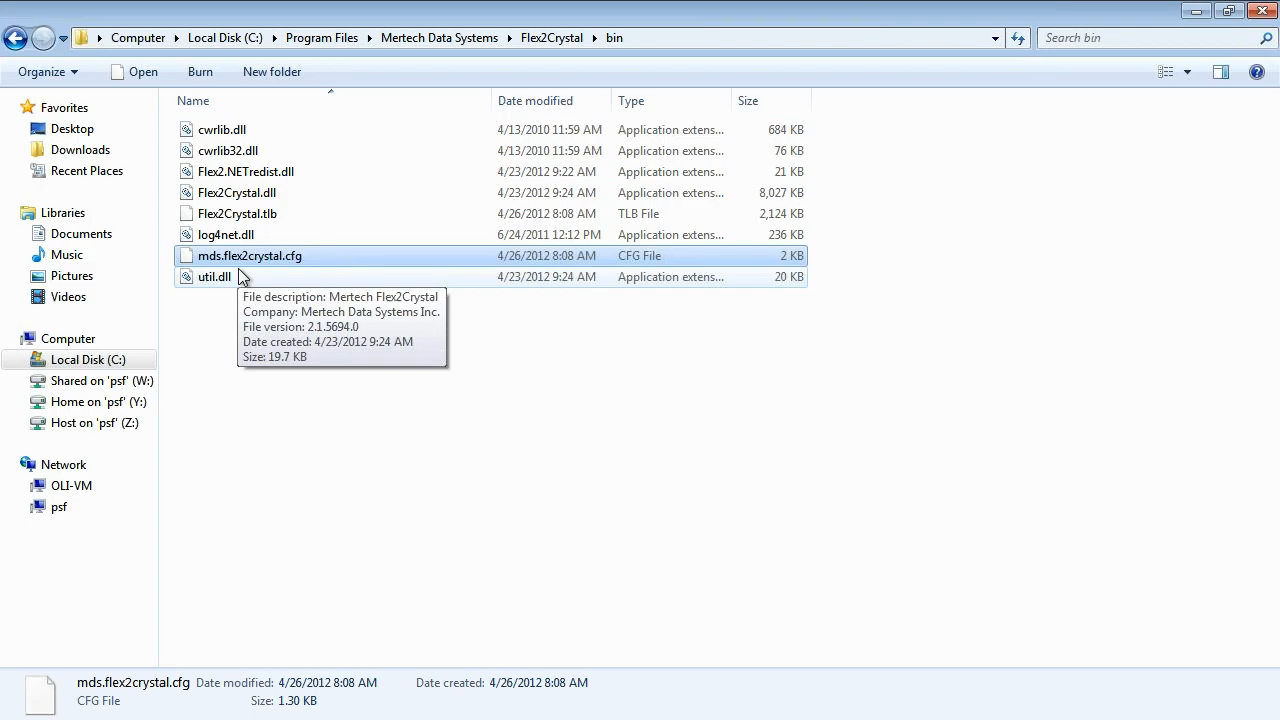 Computer Local Disk (C:) Program Files Mertech Data Systems Flex2Crystal bin Search bin
Organize Open Burn New folder
Name Date modified Type Size
Favorites
Desktop
Downloads
Recent Places
Libraries
Documents
Music
Pictures
Videos
Computer
Local Disk (C:)
Shared on 'psf' (W:)
Home on 'psf' (Y:)
Host on 'psf' (Z:)
Network
OLI-VM
psf
cwrlib.dll 4/13/2010 11:59 AM Application extens... 684 KB
cwrlib32.dll 4/13/2010 11:59 AM Application extens... 76 KB
Flex2.NETredist.dll 4/23/2012 9:22 AM Application extens... 21 KB
Flex2Crystal.dll 4/23/2012 9:24 AM Application extens... 8,027 KB
Flex2Crystal.tlb 4/26/2012 8:08 AM TLB File 2,124 KB
log4net.dll 6/24/2011 12:12 PM Application extens... 236 KB
mds.flex2crystal.cfg 4/26/2012 8:08 AM CFG File 2 KB
util.dll 4/23/2012 9:24 AM Application extens... 20 KB
File description: Mertech Flex2Crystal
Company: Mertech Data Systems Inc.
File version: 2.1.5694.0
Date created: 4/23/2012 9:24 AM
Size: 19.7 KB
mds.flex2crystal.cfg Date modified: 4/26/2012 8:08 AM Date created: 4/26/2012 8:08 AM
CFG File Size: 1.30 KB